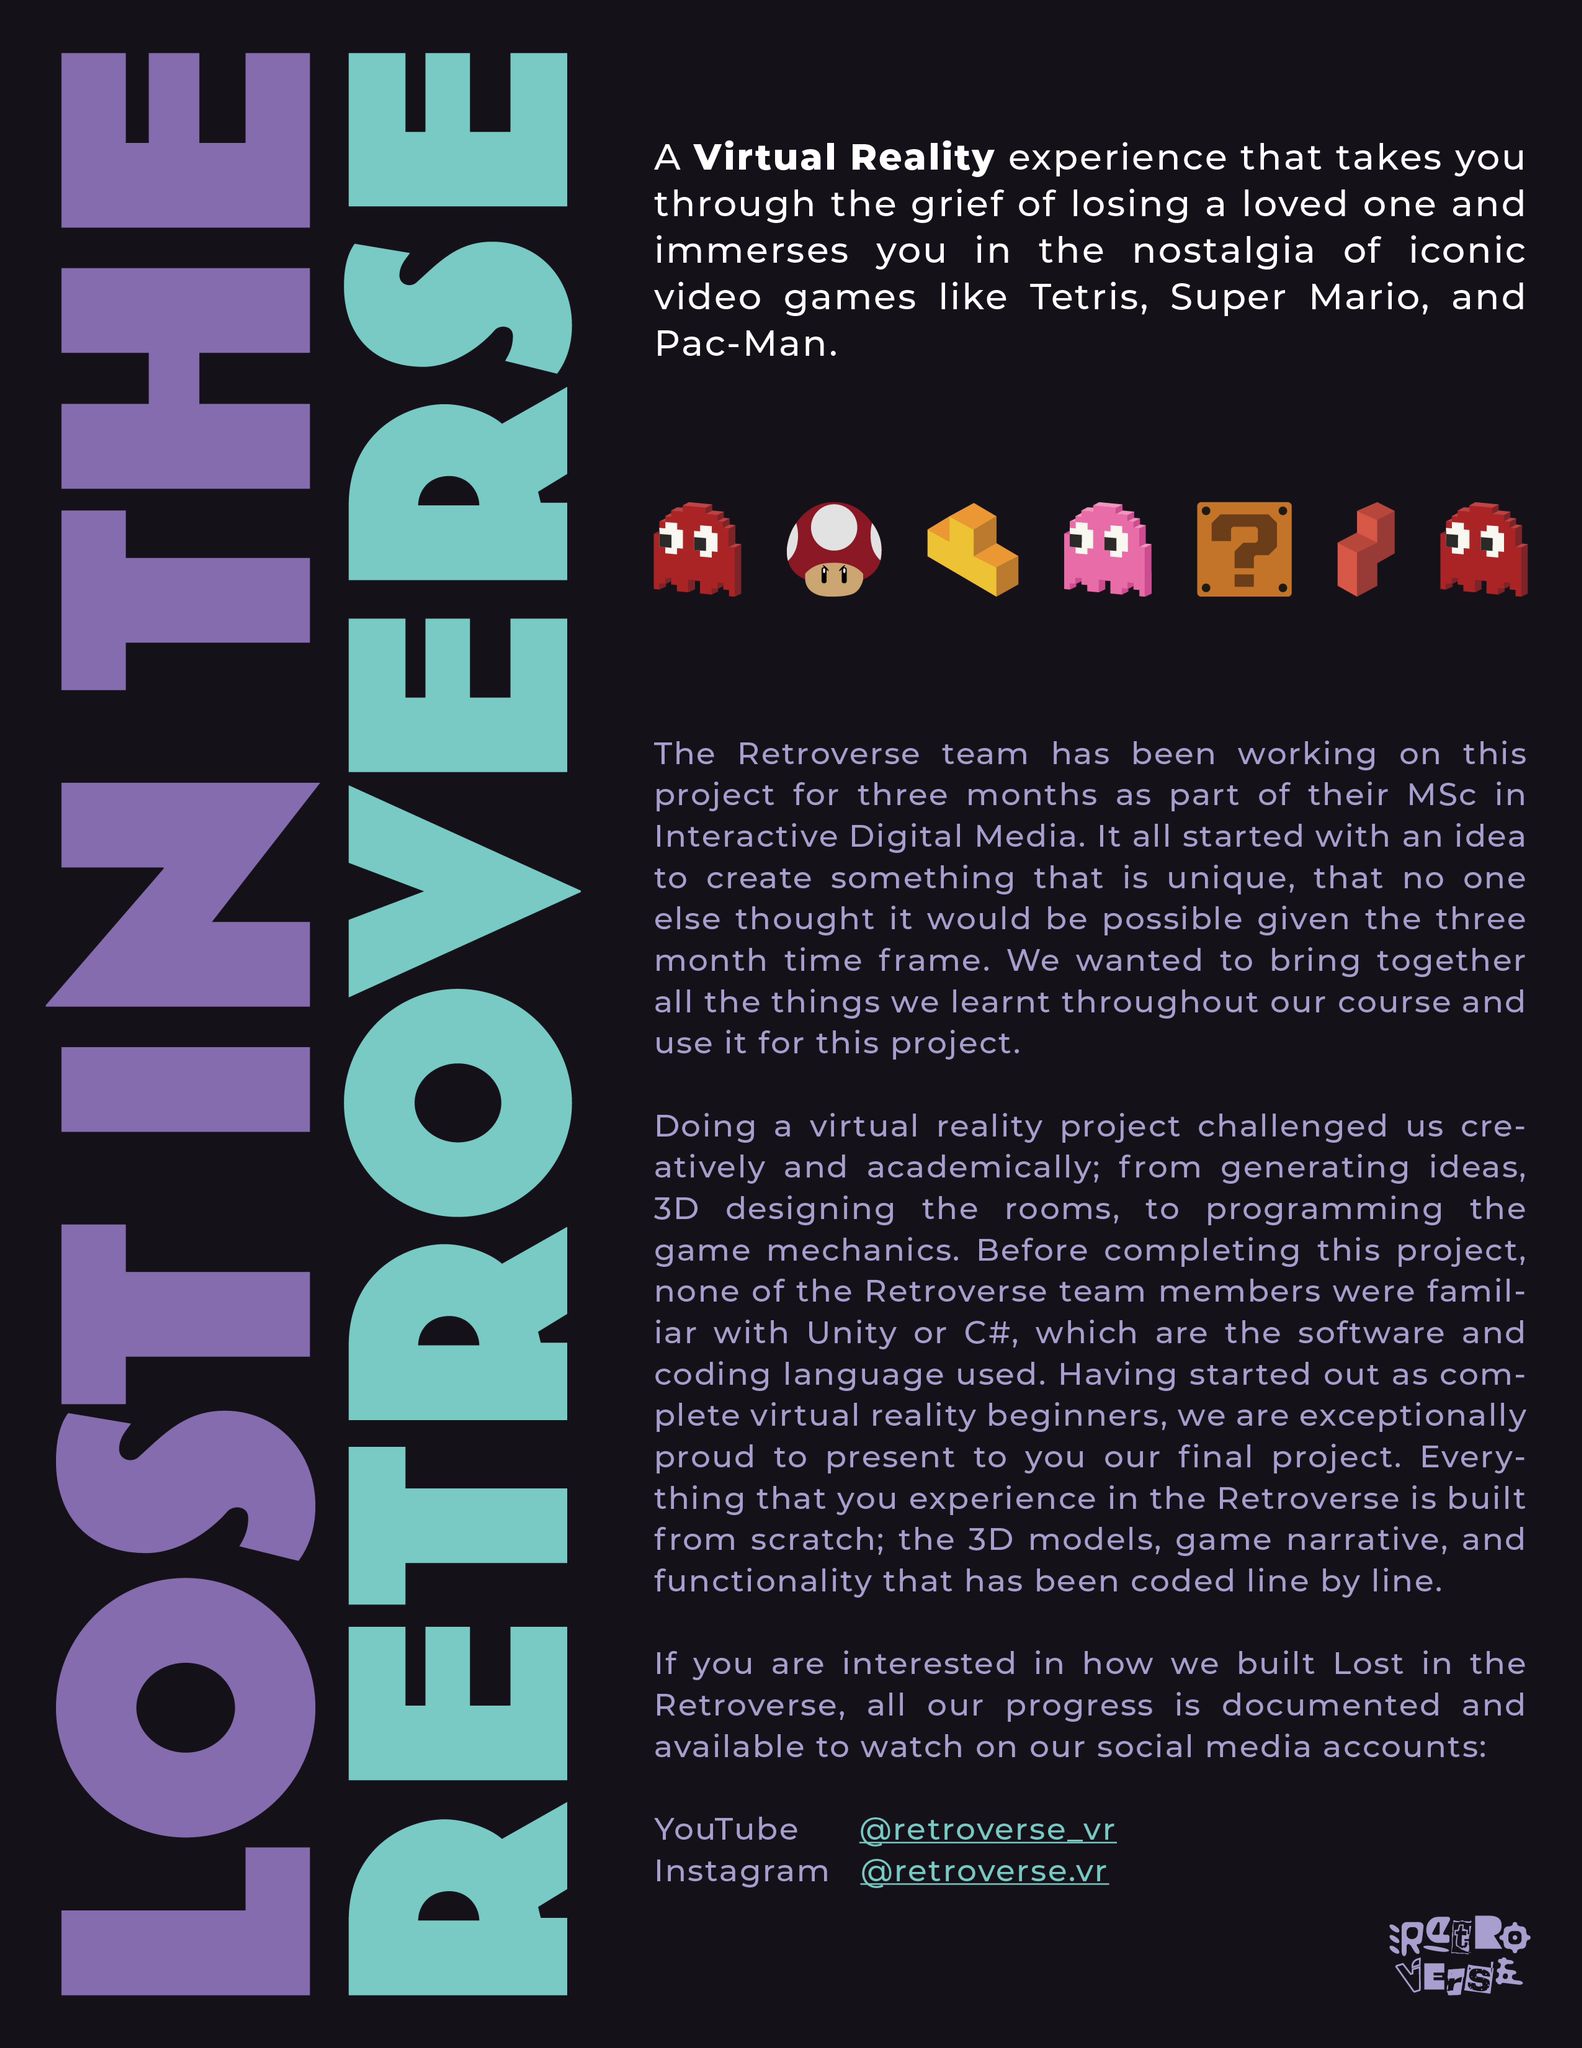 LOST IN THE
RETROVERSE
A Virtual Reality experience that takes you
through the grief of losing a loved one and
immerses you in the nostalgia of iconic
video games like Tetris, Super Mario, and
Pac-Man.
?
The Retroverse team has been working on this
project for three months as part of their MSc in
Interactive Digital Media. It all started with an idea
to create something that is unique, that no one
else thought it would be possible given the three
month time frame. We wanted to bring together
all the things we learnt throughout our course and
use it for this project.
Doing a virtual reality project challenged us cre-
atively and academically; from generating ideas,
3D designing the rooms, to programming the
game mechanics. Before completing this project,
none of the Retroverse team members were famil-
iar with Unity or C#, which are the software and
coding language used. Having started out as com-
plete virtual reality beginners, we are exceptionally
proud to present to you our final project. Every-
thing that you experience in the Retroverse is built
from scratch; the 3D models, game narrative, and
functionality that has been coded line by line.
If you are interested in how we built Lost in the
Retroverse, all our progress is documented and
available to watch on our social media accounts:
YouTube @retroverse_vr
Instagram @retroverse.vr
RetRo
VerSE